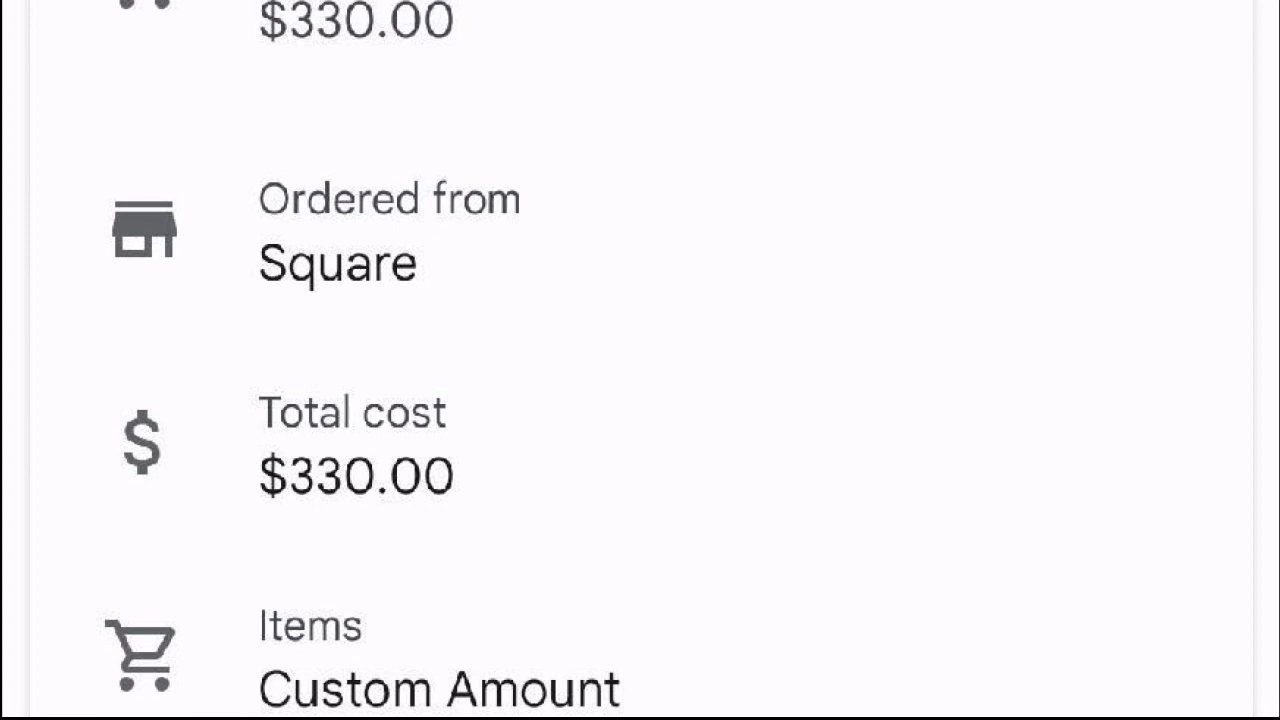 $330.00
Ordered from
Square
Total cost
$330.00
Items
Custom Amount